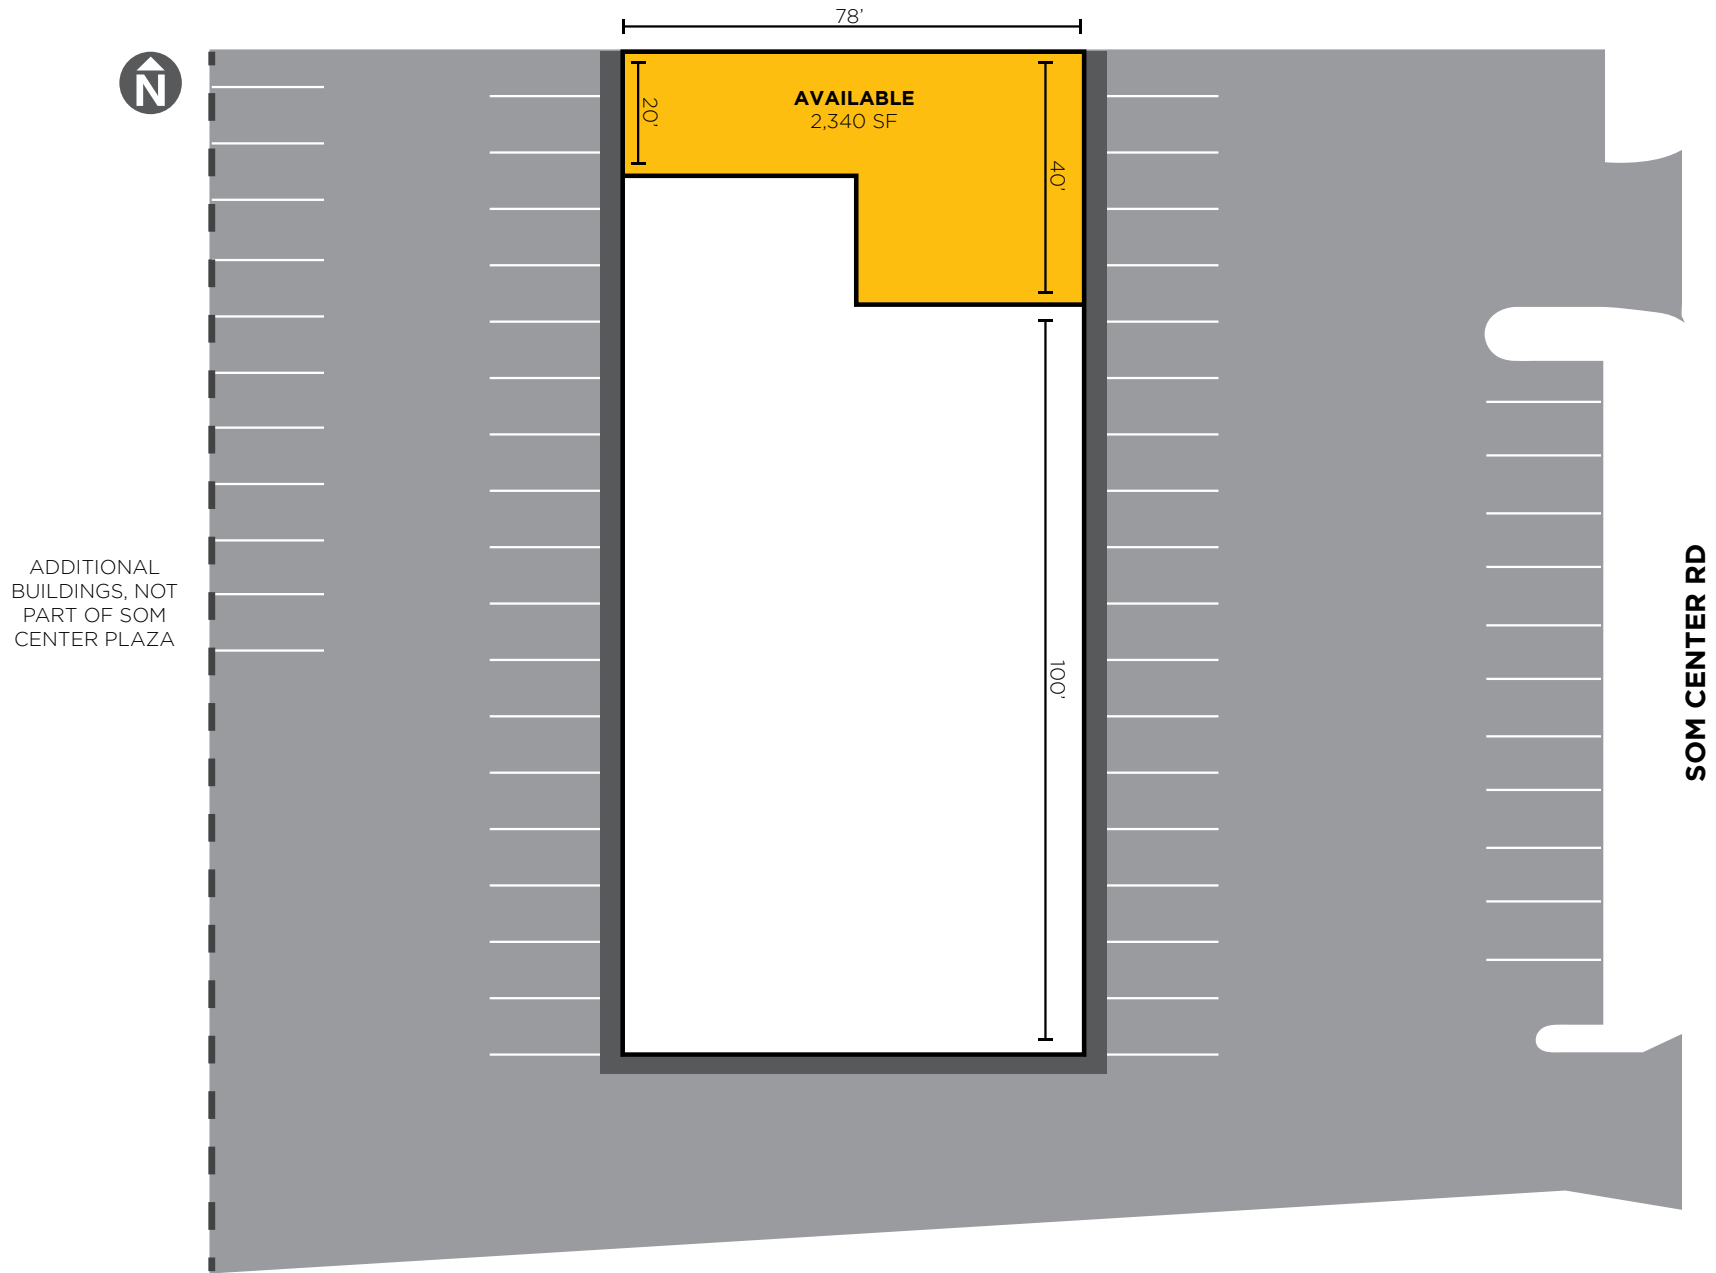 78’
N
20’
AVAILABLE
2,340 SF
40’
100’
ADDITIONAL
BUILDINGS, NOT
PART OF SOM
CENTER PLAZA
SOM CENTER RD